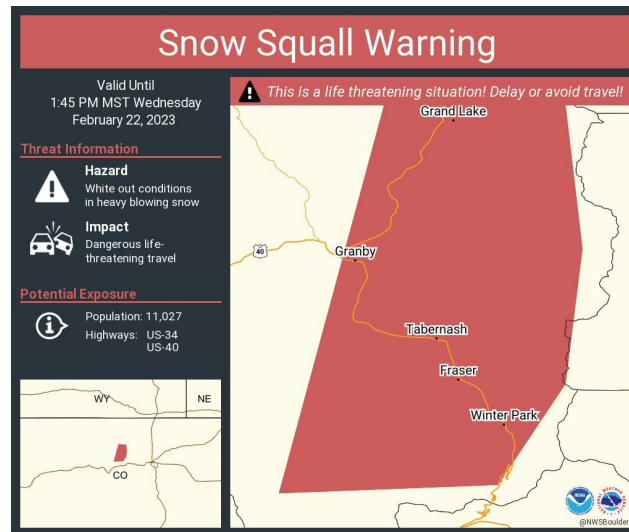 Snow Squall Warning
Valid Until
1:45 PM MST Wednesday
February 22, 2023
Threat Information
Hazard
White out conditions
in heavy blowing snow
Impact
Dangerous life-
threatening travel
Potential Exposure
Population: 11,027
Highways: US-34
US-40
WY
NE
CO
This is a life threatening situation! Delay or avoid travel!
Grand Lake
40
Granby
Tabernash
Fraser
Winter Park
NOAA
@NWSBoulder